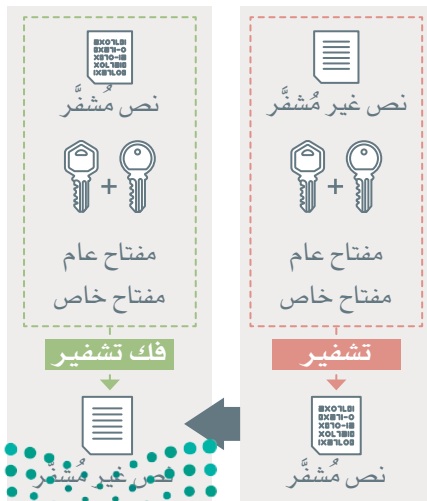 نص غير مُشفَّر
+
مفتاح عام
مفتاح خاص
تشفير
نص مُشفَّر
نص مُشفَّر
+
مفتاح عام
مفتاح خاص
فك تشفير
نص غير مُشفَّر